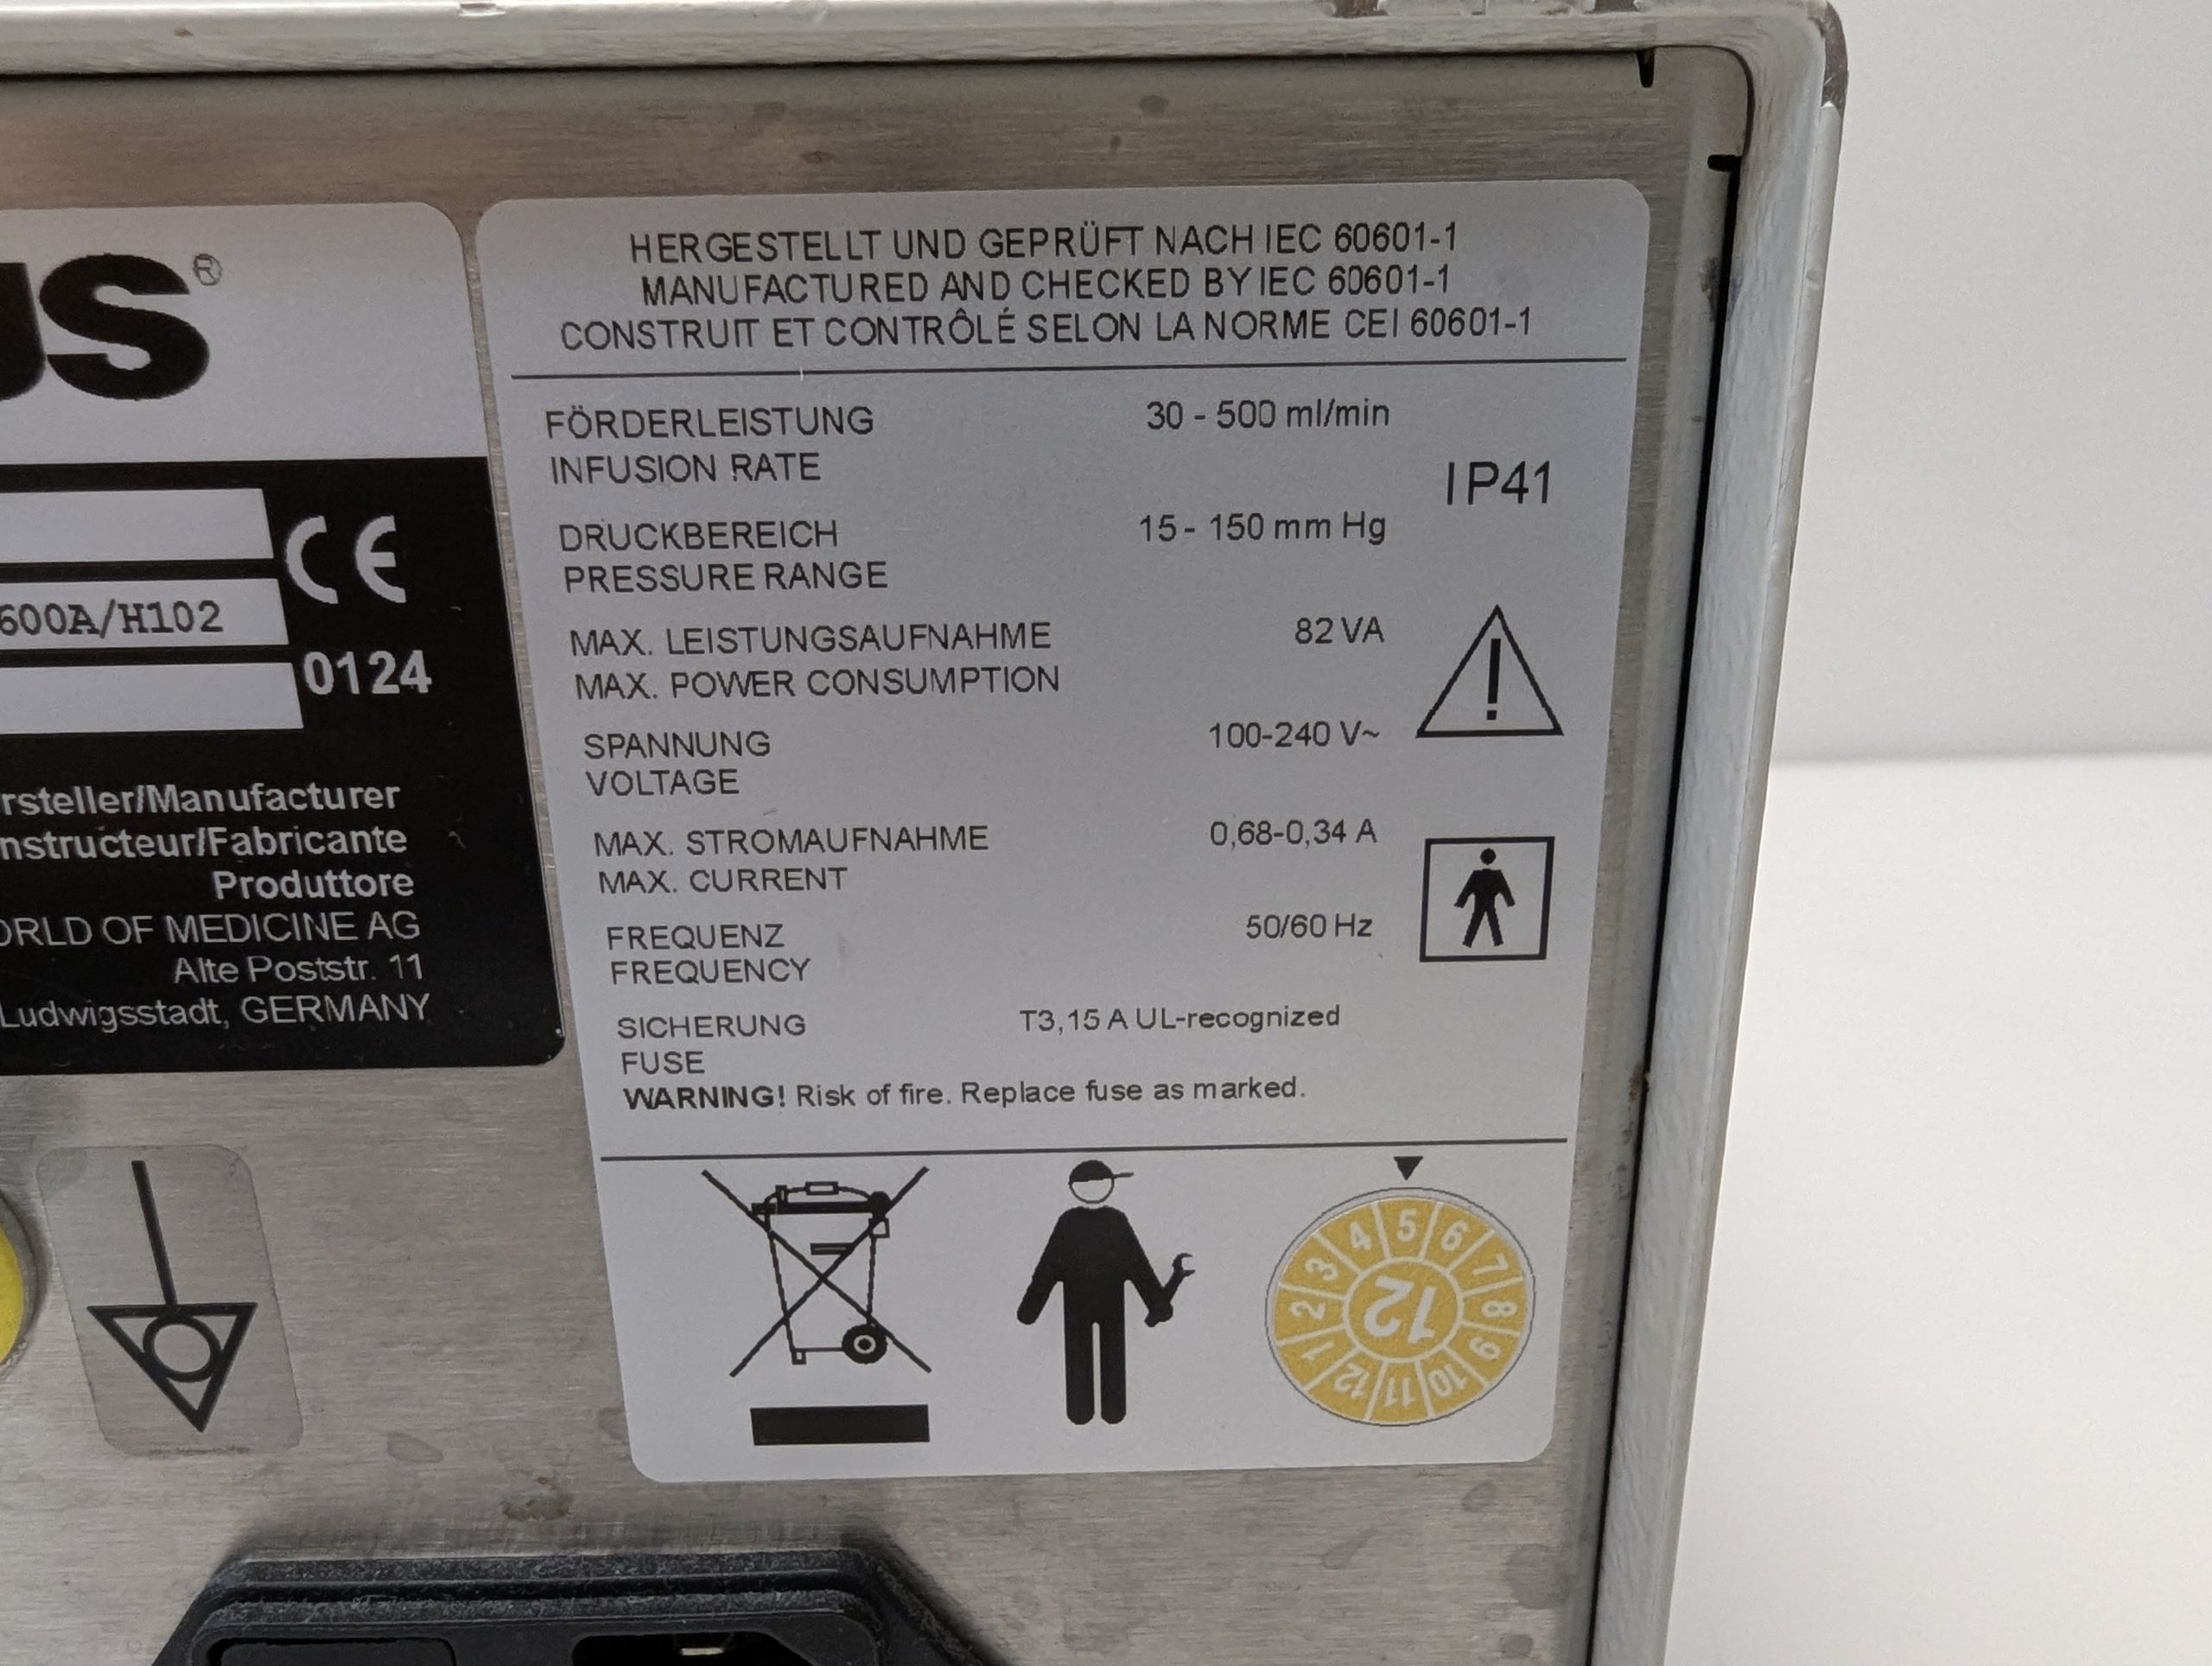 us®
600A/H102
CE
0124
rsteller/Manufacturer
nstructeur/Fabricante
Produttore
ORLD OF MEDICINE AG
Alte Poststr. 11
Ludwigsstadt, GERMANY
HERGESTELLT UND GEPRÜFT NACH IEC 60601-1
MANUFACTURED AND CHECKED BY IEC 60601-1
CONSTRUIT ET CONTRÔLÉ SELON LA NORME CEI 60601-1
FÖRDERLEISTUNG 30 - 500 ml/min
INFUSION RATE
IP41
DRUCKBEREICH 15 - 150 mm Hg
PRESSURE RANGE
MAX. LEISTUNGSAUFNAHME 82 VA
MAX. POWER CONSUMPTION
SPANNUNG 100-240 V~
VOLTAGE
MAX. STROMAUFNAHME 0,68-0,34 A
MAX. CURRENT
FREQUENZ 50/60 Hz
FREQUENCY
SICHERUNG T3,15 A UL-recognized
FUSE
WARNING! Risk of fire. Replace fuse as marked.
1 2 3 4 5 6 7 8 9 10 11 12
12